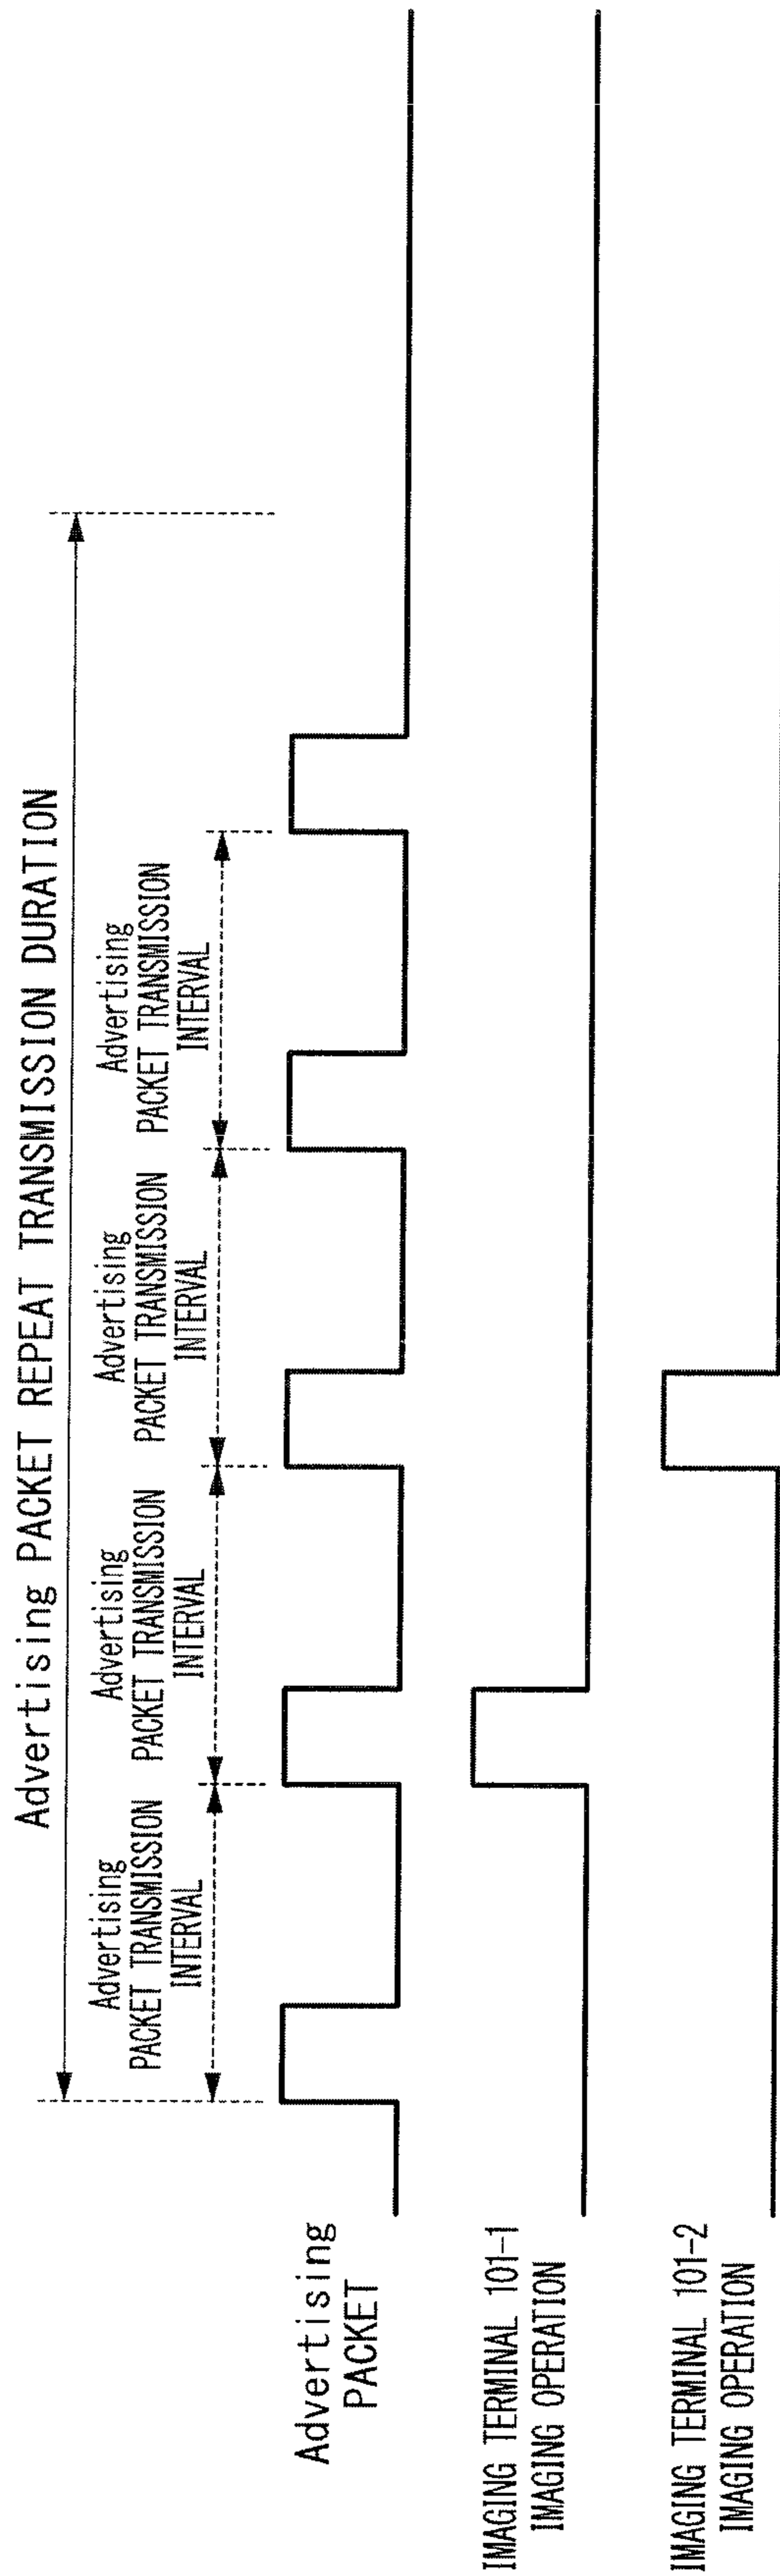 Advertising PACKET REPEAT TRANSMISSION DURATION
Advertising
PACKET TRANSMISSION
INTERVAL
Advertising
PACKET TRANSMISSION
INTERVAL
Advertising
PACKET TRANSMISSION
INTERVAL
Advertising
PACKET TRANSMISSION
INTERVAL
Advertising
PACKET
IMAGING TERMINAL 101-1
IMAGING OPERATION
IMAGING TERMINAL 101-2
IMAGING OPERATION